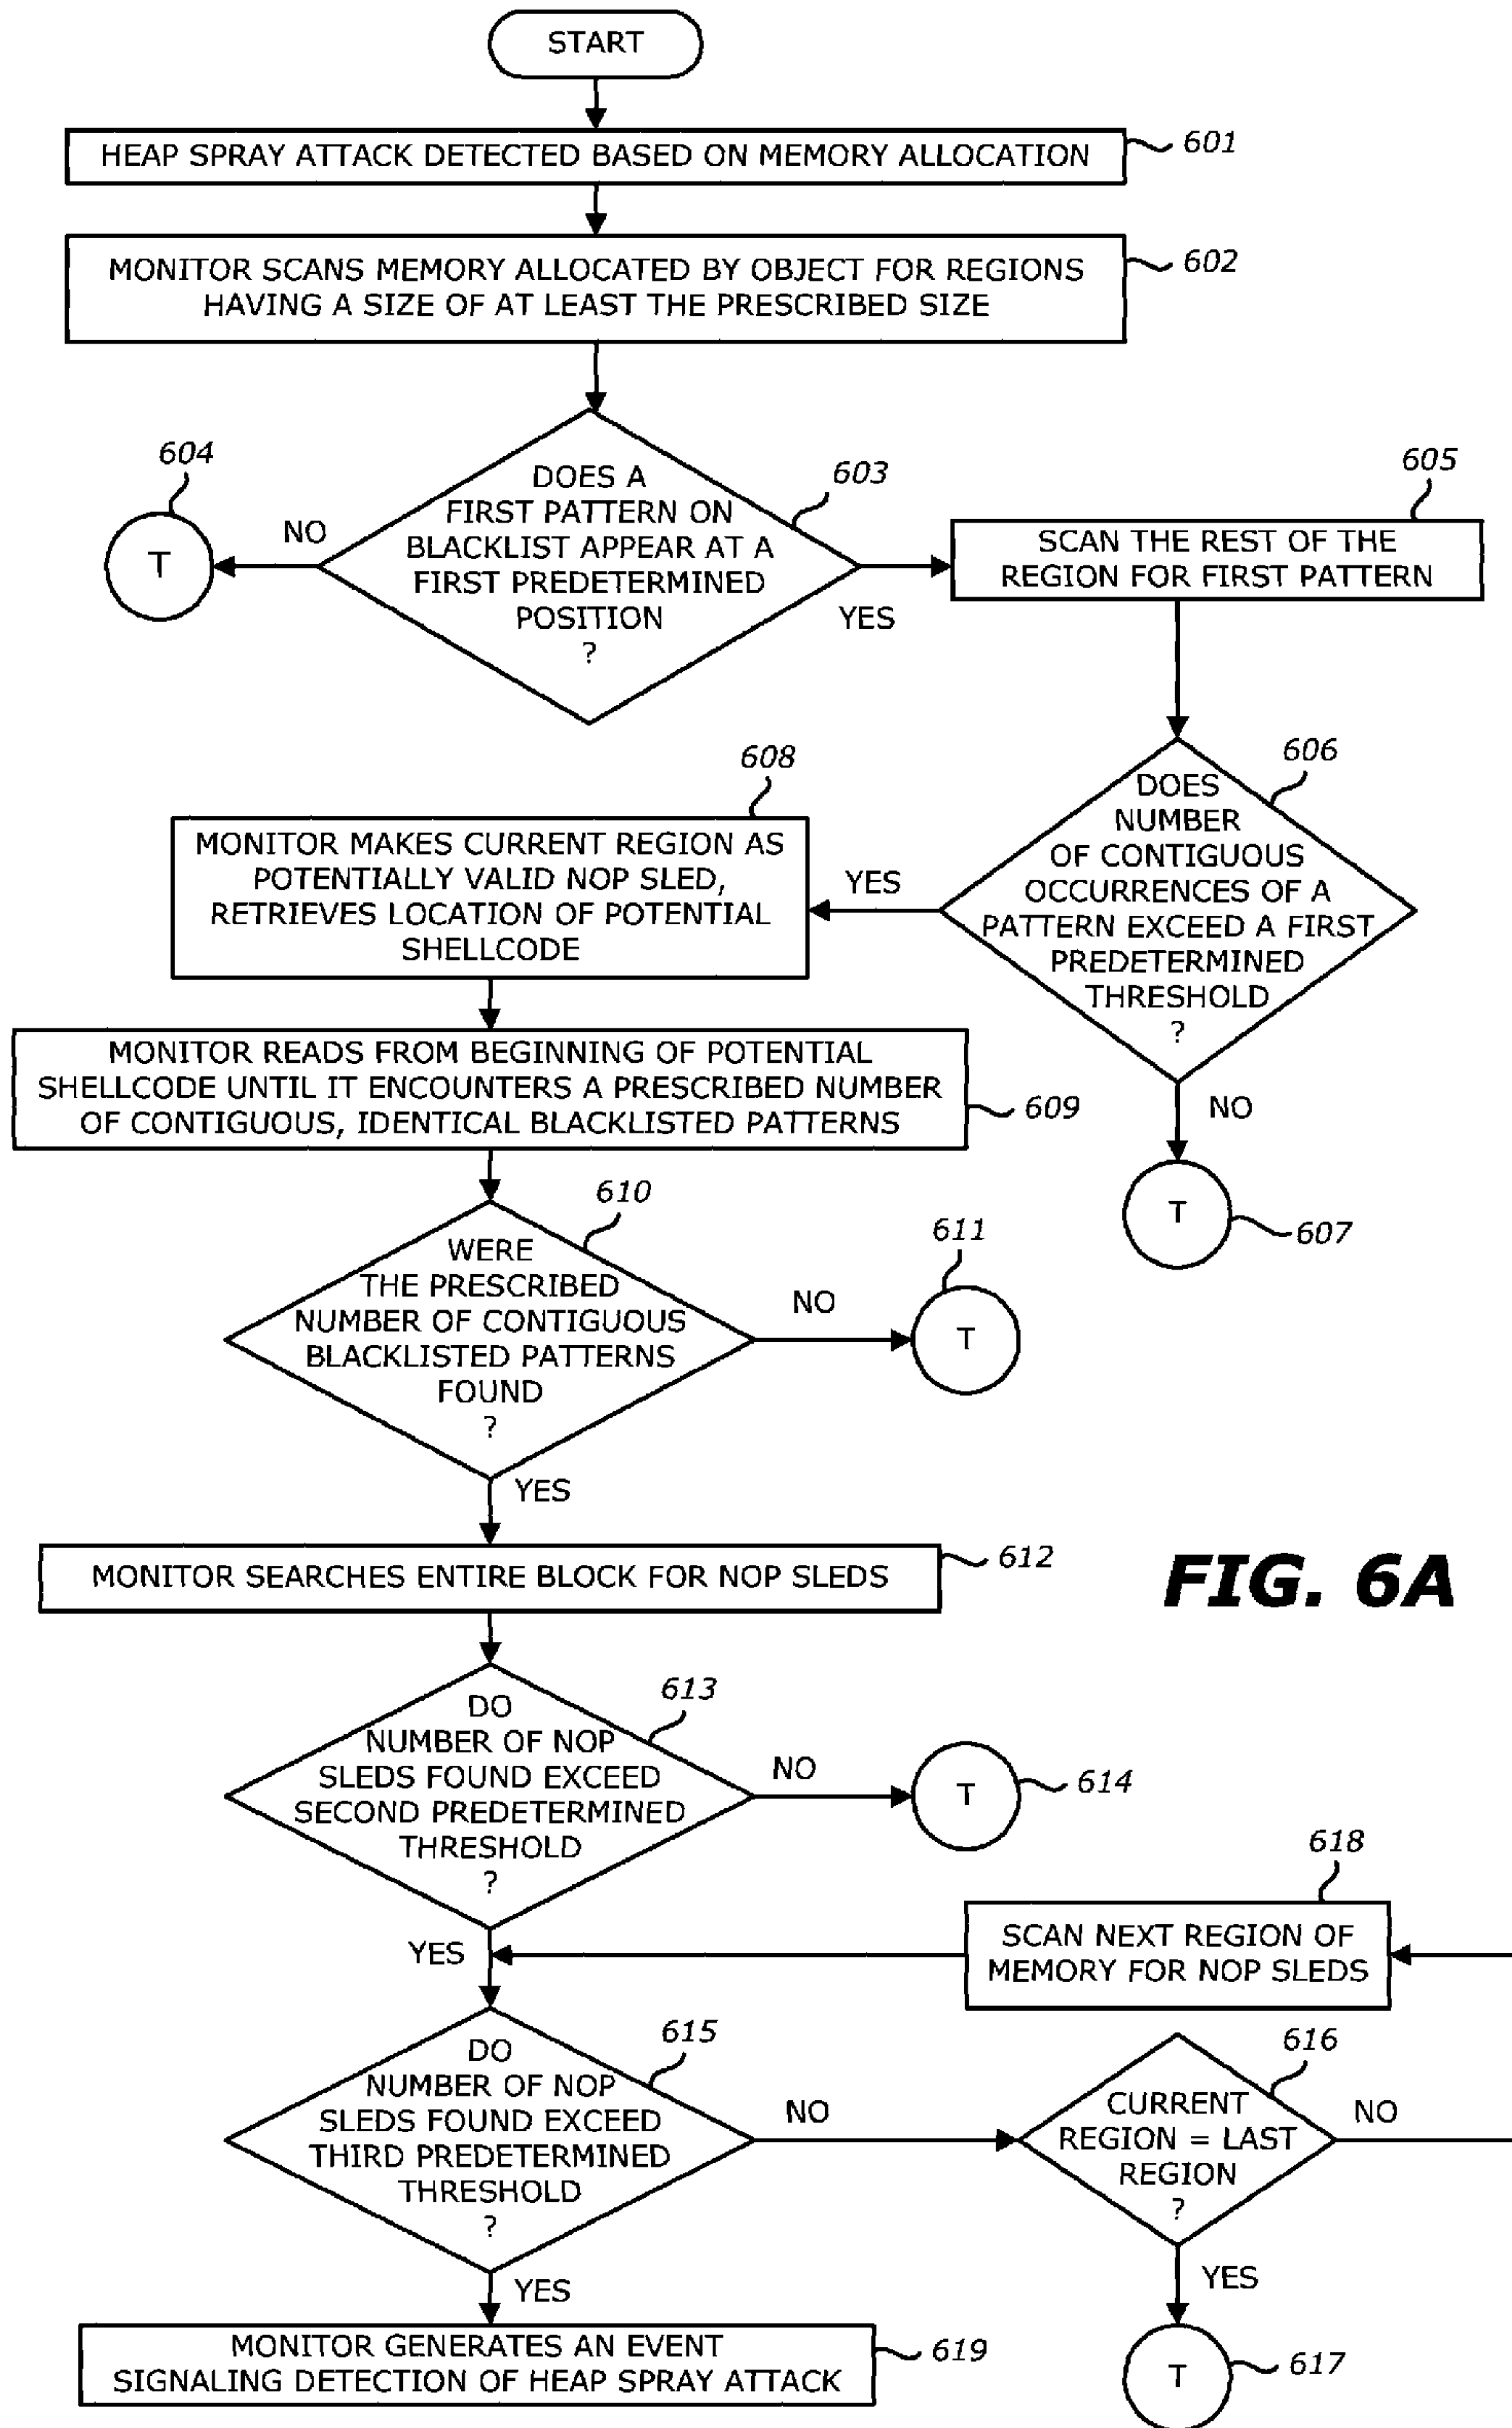 START
HEAP SPRAY ATTACK DETECTED BASED ON MEMORY ALLOCATION
601
MONITOR SCANS MEMORY ALLOCATED BY OBJECT FOR REGIONS
HAVING A SIZE OF AT LEAST THE PRESCRIBED SIZE
602
DOES A
FIRST PATTERN ON
BLACKLIST APPEAR AT A
FIRST PREDETERMINED
POSITION
?
603
NO
604
T
YES
605
SCAN THE REST OF THE
REGION FOR FIRST PATTERN
606
DOES
NUMBER
OF CONTIGUOUS
OCCURRENCES OF A
PATTERN EXCEED A FIRST
PREDETERMINED
THRESHOLD
?
NO
T
607
YES
608
MONITOR MAKES CURRENT REGION AS
POTENTIALLY VALID NOP SLED,
RETRIEVES LOCATION OF POTENTIAL
SHELLCODE
MONITOR READS FROM BEGINNING OF POTENTIAL
SHELLCODE UNTIL IT ENCOUNTERS A PRESCRIBED NUMBER
OF CONTIGUOUS, IDENTICAL BLACKLISTED PATTERNS
609
610
WERE
THE PRESCRIBED
NUMBER OF CONTIGUOUS
BLACKLISTED PATTERNS
FOUND
?
NO
611
T
YES
MONITOR SEARCHES ENTIRE BLOCK FOR NOP SLEDS
612
FIG. 6A
DO
NUMBER OF NOP
SLEDS FOUND EXCEED
SECOND PREDETERMINED
THRESHOLD
?
613
NO
T
614
YES
618
SCAN NEXT REGION OF
MEMORY FOR NOP SLEDS
DO
NUMBER OF NOP
SLEDS FOUND EXCEED
THIRD PREDETERMINED
THRESHOLD
?
615
NO
616
CURRENT
REGION = LAST
REGION
?
NO
YES
T
617
YES
MONITOR GENERATES AN EVENT
SIGNALING DETECTION OF HEAP SPRAY ATTACK
619